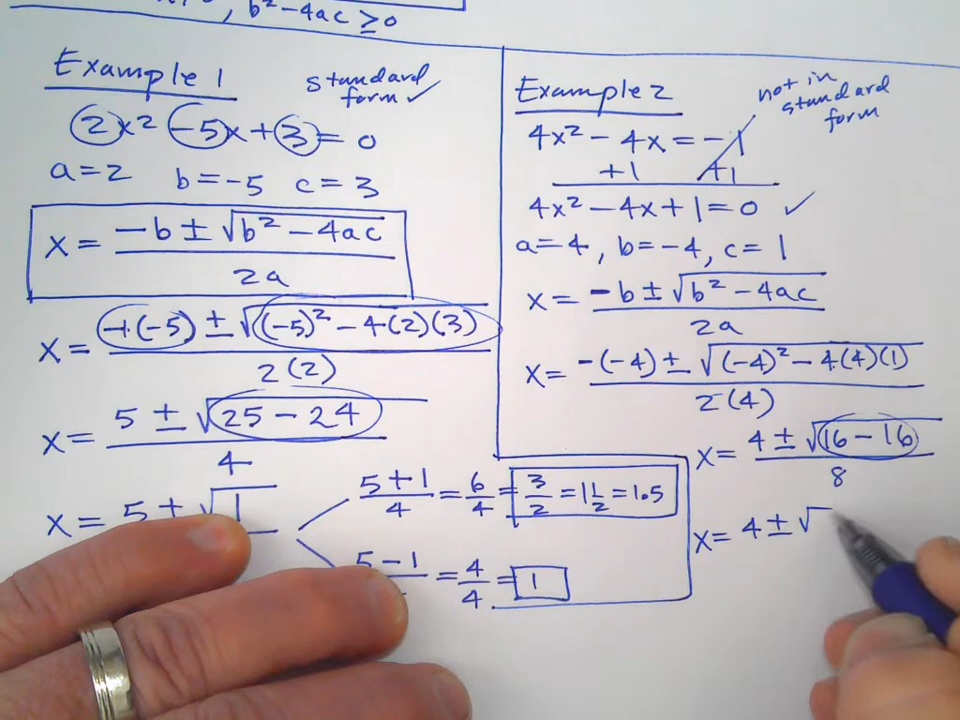 , b² - 4ac ≥ 0
Example 1
standard
form ✓
2x² -5x + 3 = 0
a = 2 b = -5 c = 3
x = -b ± √(b² - 4ac) / 2a
x = -(-5) ± √((-5)² - 4(2)(3)) / 2(2)
x = 5 ± √(25 - 24) / 4
x = 5 ± √1
5+1/4 = 6/4 = 3/2 = 1 1/2 = 1.5
5-1 = 4/4 = 1
Example 2
not in
standard
form
4x² - 4x = -1
+1 +1
4x² - 4x + 1 = 0 ✓
a = 4, b = -4, c = 1
x = -b ± √(b² - 4ac) / 2a
x = -(-4) ± √((-4)² - 4(4)(1)) / 2(4)
x = 4 ± √(16 - 16) / 8
x = 4 ± √